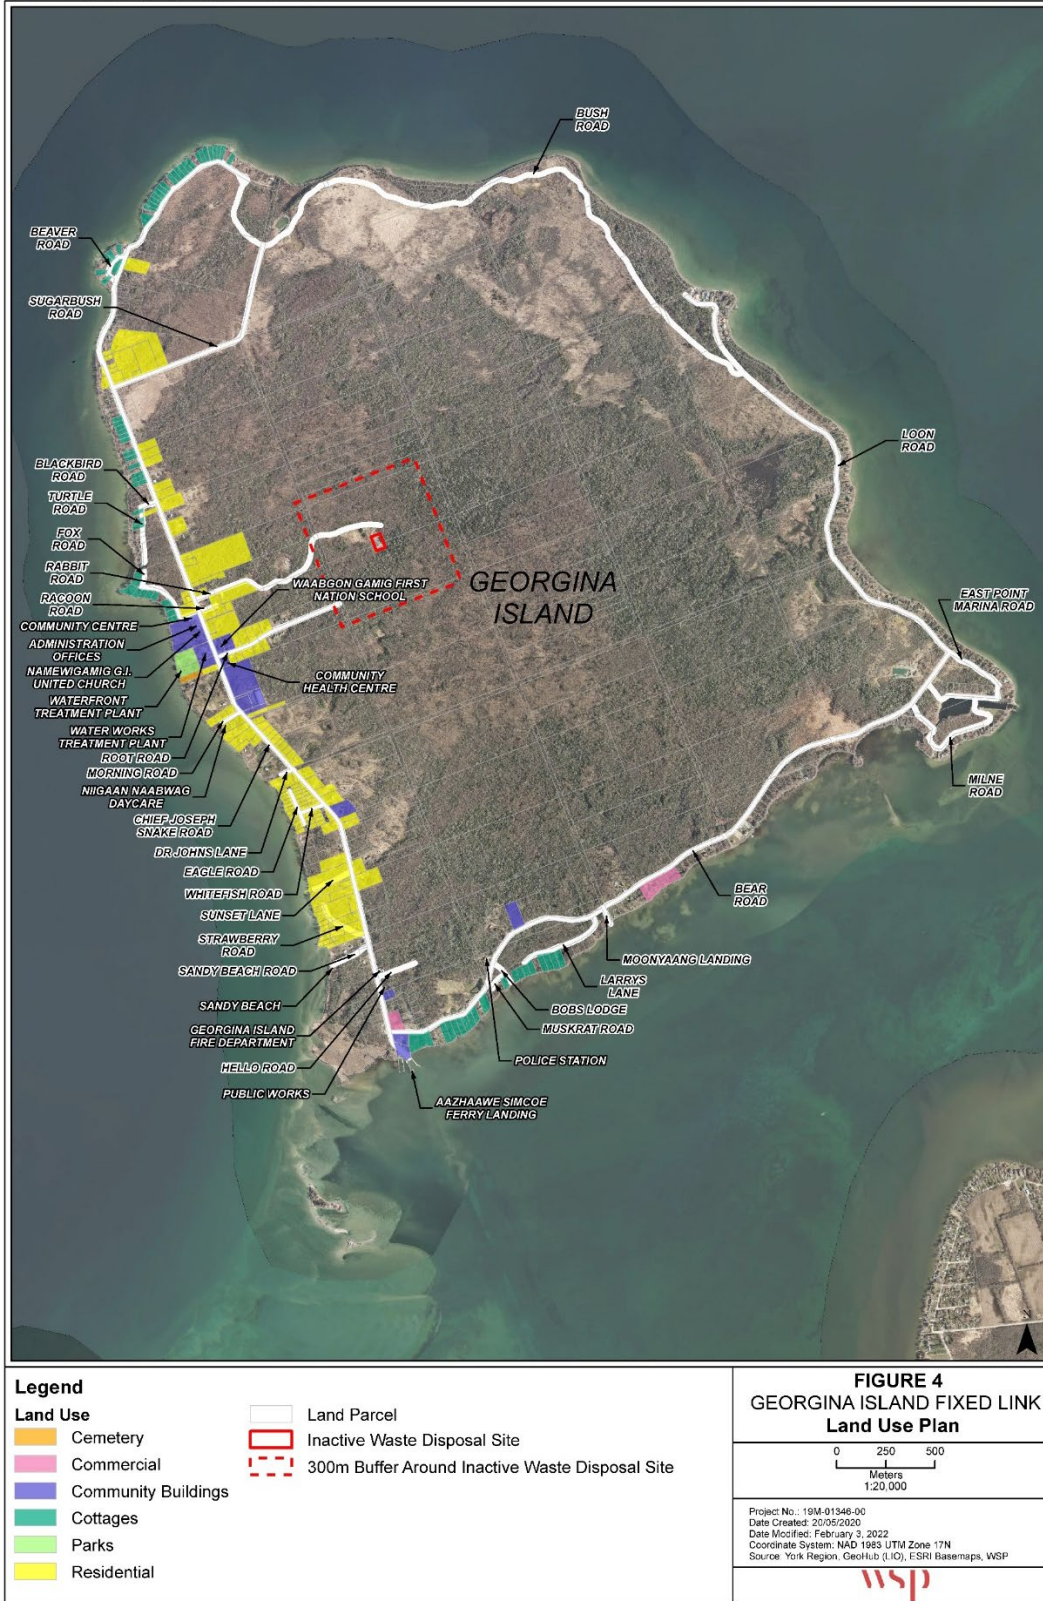 BUSH
ROAD
BEAVER
ROAD
SUGARBUSH
ROAD
LOON
ROAD
BLACKBIRD
ROAD
TURTLE
ROAD
FOX
ROAD
RABBIT
ROAD
RACOON
ROAD
COMMUNITY CENTRE
ADMINISTRATION
OFFICES
NAMEWIGAMIG G.I.
UNITED CHURCH
WATERFRONT
TREATMENT PLANT
WATER WORKS
TREATMENT PLANT
ROOT ROAD
MORNING ROAD
NIIGAAN NAABWAG
DAYCARE
CHIEF JOSEPH
SNAKE ROAD
DR JOHNS LANE
EAGLE ROAD
WHITEFISH ROAD
SUNSET LANE
STRAWBERRY
ROAD
SANDY BEACH ROAD
SANDY BEACH
GEORGINA ISLAND
FIRE DEPARTMENT
HELLO ROAD
PUBLIC WORKS
WAABGON GAMIG FIRST
NATION SCHOOL
COMMUNITY
HEALTH CENTRE
GEORGINA
ISLAND
EAST POINT
MARINA ROAD
MILNE
ROAD
BEAR
ROAD
MOONYAANG LANDING
LARRYS
LANE
BOBS LODGE
MUSKRAT ROAD
POLICE STATION
AAZHAAWE SIMCOE
FERRY LANDING
N
Legend
Land Use
Cemetery
Commercial
Community Buildings
Cottages
Parks
Residential
Land Parcel
Inactive Waste Disposal Site
300m Buffer Around Inactive Waste Disposal Site
FIGURE 4
GEORGINA ISLAND FIXED LINK
Land Use Plan
0 250 500
Meters
1:20,000
Project No.: 19M-01346-00
Date Created: 20/05/2020
Date Modified: February 3, 2022
Coordinate System: NAD 1983 UTM Zone 17N
Source: York Region, GeoHub (LIO), ESRI Basemaps, WSP
wsp